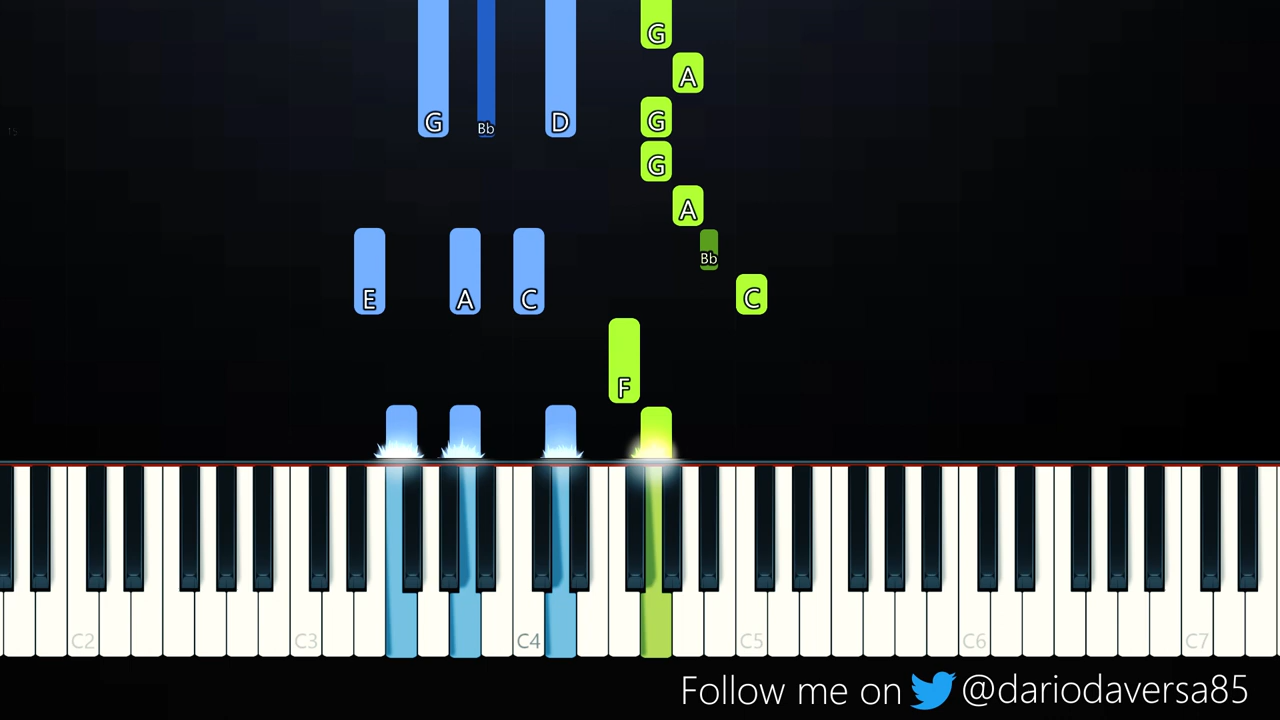 G
A
G Bb D G
G
A
Bb
E A C C
F
C2 C3 C4 C5 C6 C7
Follow me on @dariodaversa85